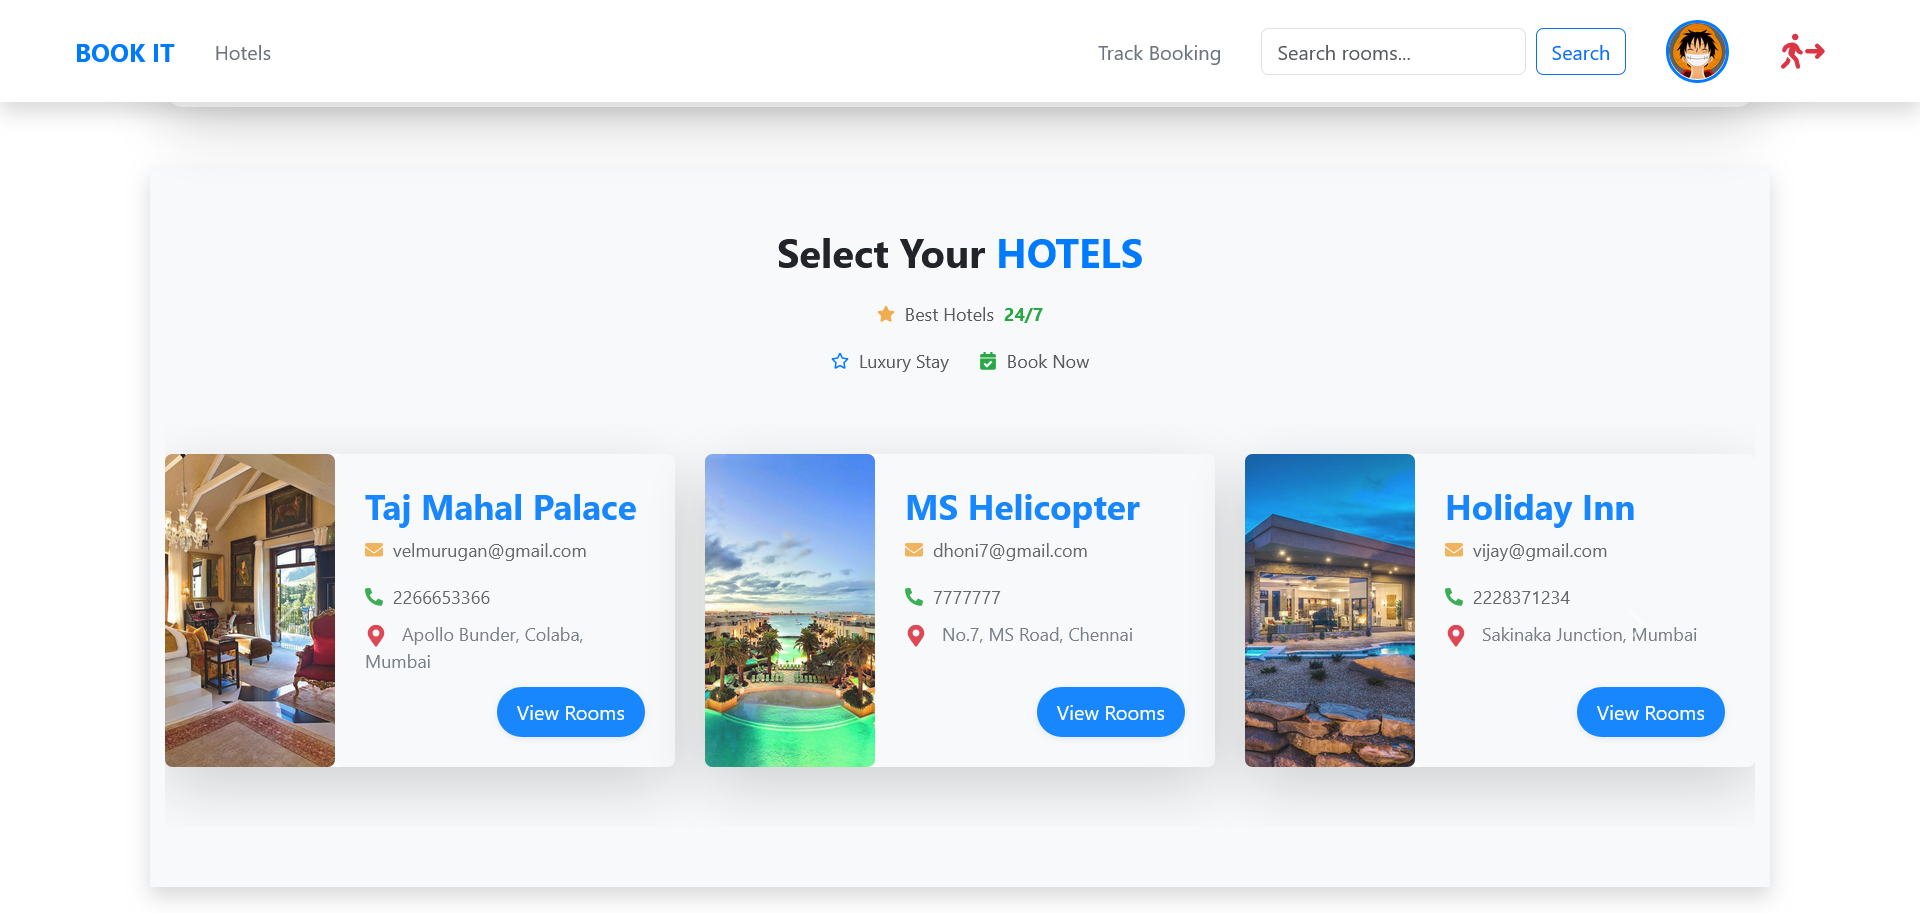 BOOK IT
Hotels
Track Booking
Search rooms...
Search
Select Your HOTELS
Best Hotels 24/7
Luxury Stay
Book Now
Taj Mahal Palace
velmurugan@gmail.com
2266653366
Apollo Bunder, Colaba,
Mumbai
View Rooms
MS Helicopter
dhoni7@gmail.com
7777777
No.7, MS Road, Chennai
View Rooms
Holiday Inn
vijay@gmail.com
2228371234
Sakinaka Junction, Mumbai
View Rooms